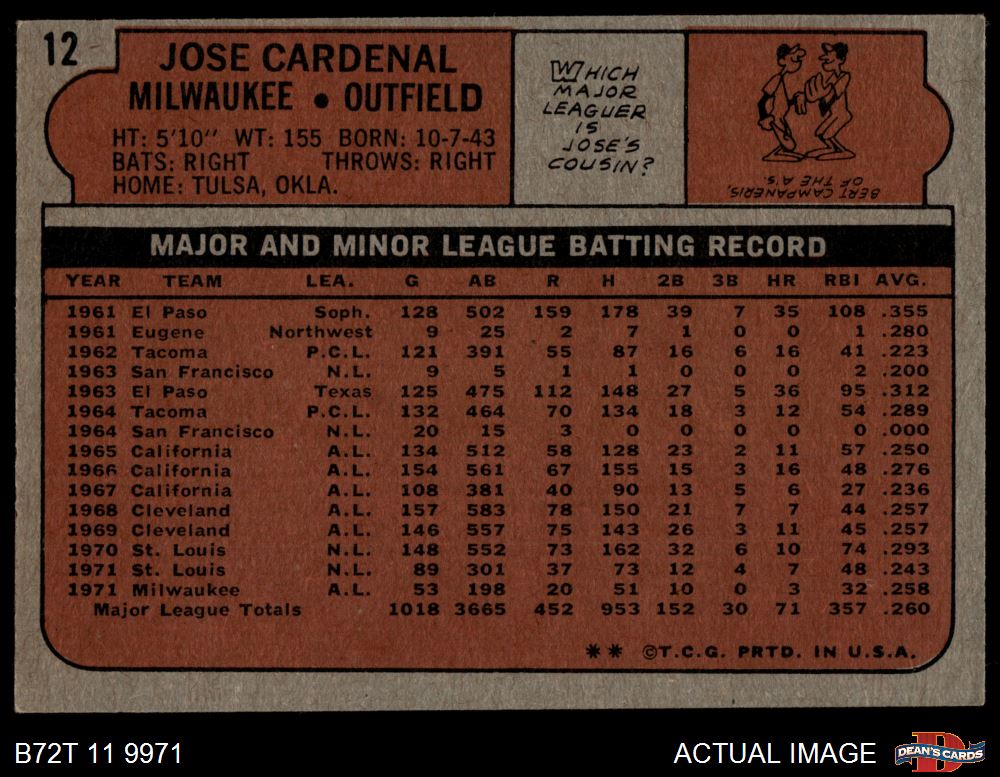 12
JOSE CARDENAL
MILWAUKEE • OUTFIELD
HT: 5'10" WT: 155 BORN: 10-7-43
BATS: RIGHT THROWS: RIGHT
HOME: TULSA, OKLA.
WHICH
MAJOR
LEAGUER
IS
JOSE'S
COUSIN?
BERT CAMPANERIS,
OF THE A'S.
MAJOR AND MINOR LEAGUE BATTING RECORD
YEAR TEAM LEA. G AB R H 2B 3B HR RBI AVG.
1961 El Paso Soph. 128 502 159 178 39 7 35 108 .355
1961 Eugene Northwest 9 25 2 7 1 0 0 1 .280
1962 Tacoma P.C.L. 121 391 55 87 16 6 16 41 .223
1963 San Francisco N.L. 9 5 1 1 0 0 0 2 .200
1963 El Paso Texas 125 475 112 148 27 5 36 95 .312
1964 Tacoma P.C.L. 132 464 70 134 18 3 12 54 .289
1964 San Francisco N.L. 20 15 3 0 0 0 0 0 .000
1965 California A.L. 134 512 58 128 23 2 11 57 .250
1966 California A.L. 154 561 67 155 15 3 16 48 .276
1967 California A.L. 108 381 40 90 13 5 6 27 .236
1968 Cleveland A.L. 157 583 78 150 21 7 7 44 .257
1969 Cleveland A.L. 146 557 75 143 26 3 11 45 .257
1970 St. Louis N.L. 148 552 73 162 32 6 10 74 .293
1971 St. Louis N.L. 89 301 37 73 12 4 7 48 .243
1971 Milwaukee A.L. 53 198 20 51 10 0 3 32 .258
Major League Totals 1018 3665 452 953 152 30 71 357 .260
** ©T.C.G. PRTD. IN U.S.A.
B72T 11 9971
ACTUAL IMAGE
D
DEAN'S CARDS